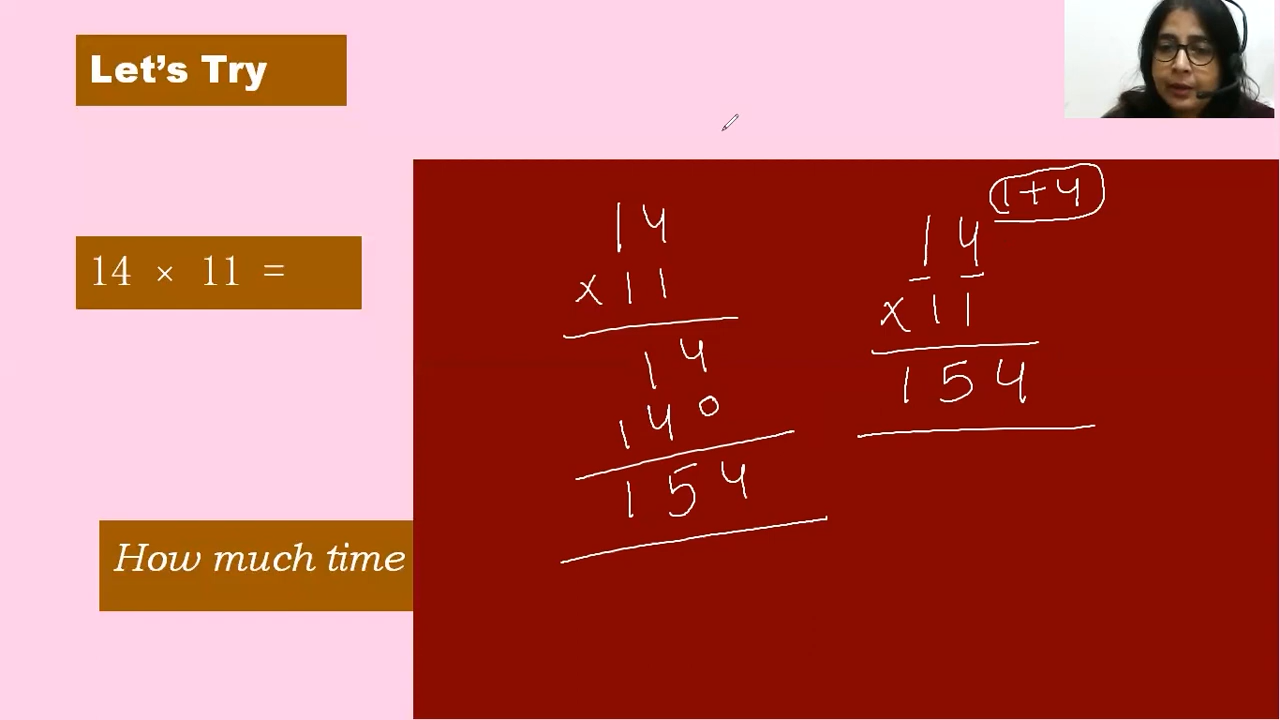 Let's Try
14 × 11 =
How much time
14
x 11
14
140
154
1+4
14
x 11
154